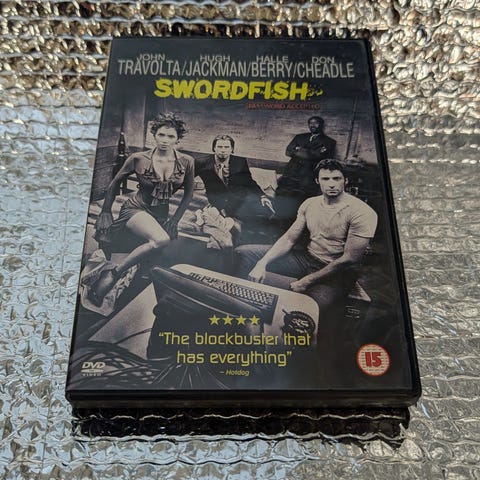 JOHN HUGH HALLE DON
TRAVOLTA/JACKMAN/BERRY/CHEADLE
SWORDFISH
PASSWORD ACCEPTED
★★★★
“The blockbuster that
has everything”
– Hotdog
DVD
VIDEO
15